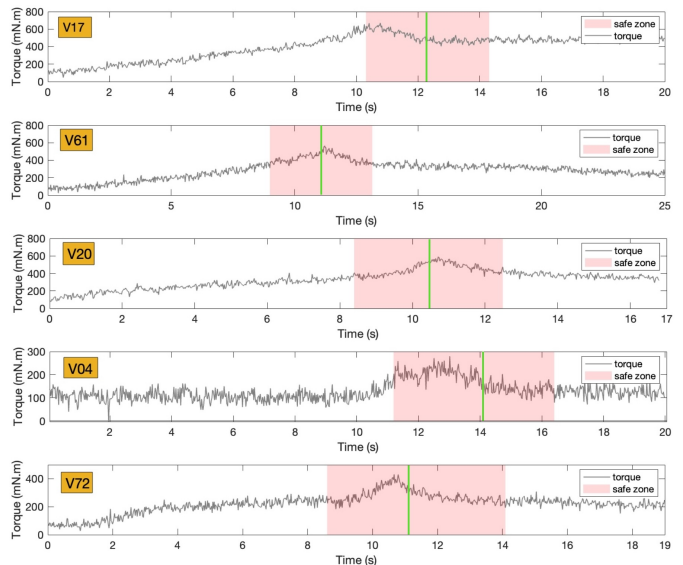 V17
Torque (mN.m)
800
600
400
200
0
safe zone
torque
0 2 4 6 8 10 12 14 16 18 20
Time (s)
V61
Torque (mN.m)
800
600
400
200
0
torque
safe zone
0 5 10 15 20 25
Time (s)
V20
Torque (mN.m)
800
600
400
200
0
torque
safe zone
0 2 4 6 8 10 12 14 16 17
Time (s)
V04
Torque (mN.m)
300
200
100
0
torque
safe zone
0 2 4 6 8 10 12 14 16 18 20
Time (s)
V72
Torque (mN.m)
400
200
0
torque
safe zone
0 2 4 6 8 10 12 14 16 18 19
Time (s)